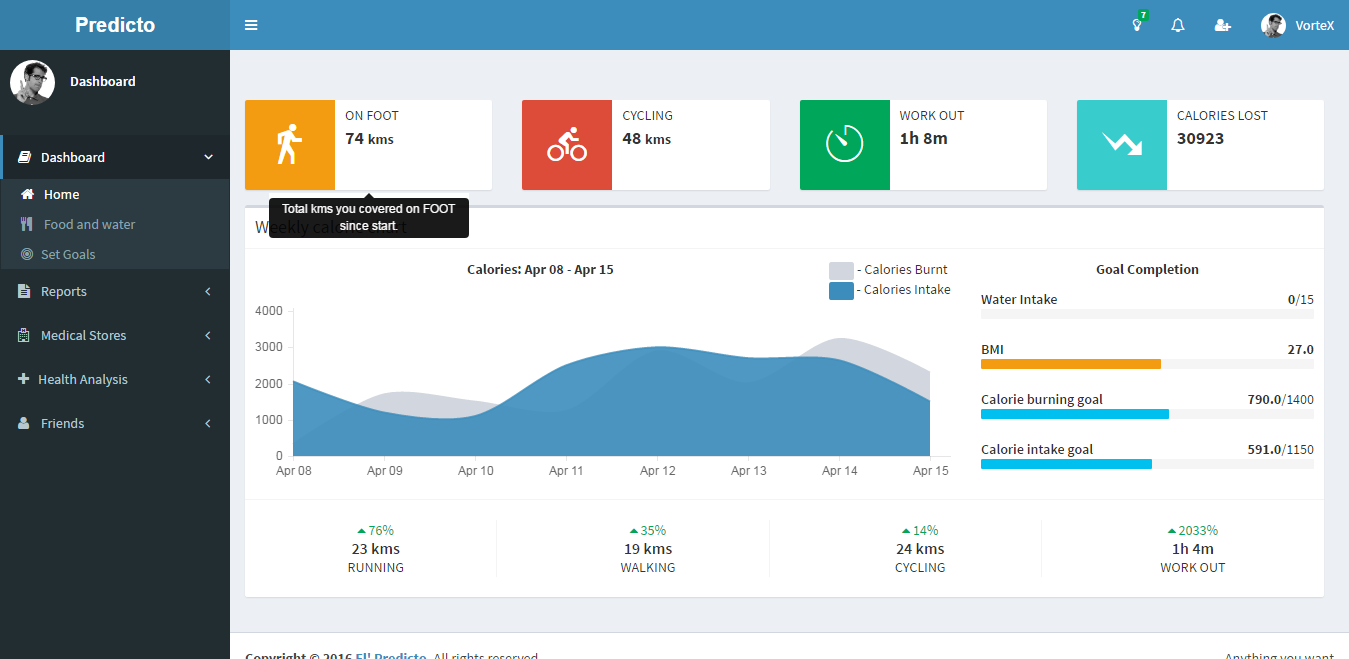 Predicto
7
VorteX
Dashboard
Dashboard
Home
Food and water
Set Goals
Reports
Medical Stores
Health Analysis
Friends
ON FOOT
74 kms
CYCLING
48 kms
WORK OUT
1h 8m
CALORIES LOST
30923
Total kms you covered on FOOT
since start.
Weekly
Calories: Apr 08 - Apr 15
- Calories Burnt
- Calories Intake
4000
3000
2000
1000
0
Apr 08 Apr 09 Apr 10 Apr 11 Apr 12 Apr 13 Apr 14 Apr 15
Goal Completion
Water Intake 0/15
BMI 27.0
Calorie burning goal 790.0/1400
Calorie intake goal 591.0/1150
76%
23 kms
RUNNING
35%
19 kms
WALKING
14%
24 kms
CYCLING
2033%
1h 4m
WORK OUT
Copyright © 2016 El' Predicto. All rights reserved.
Anything you want